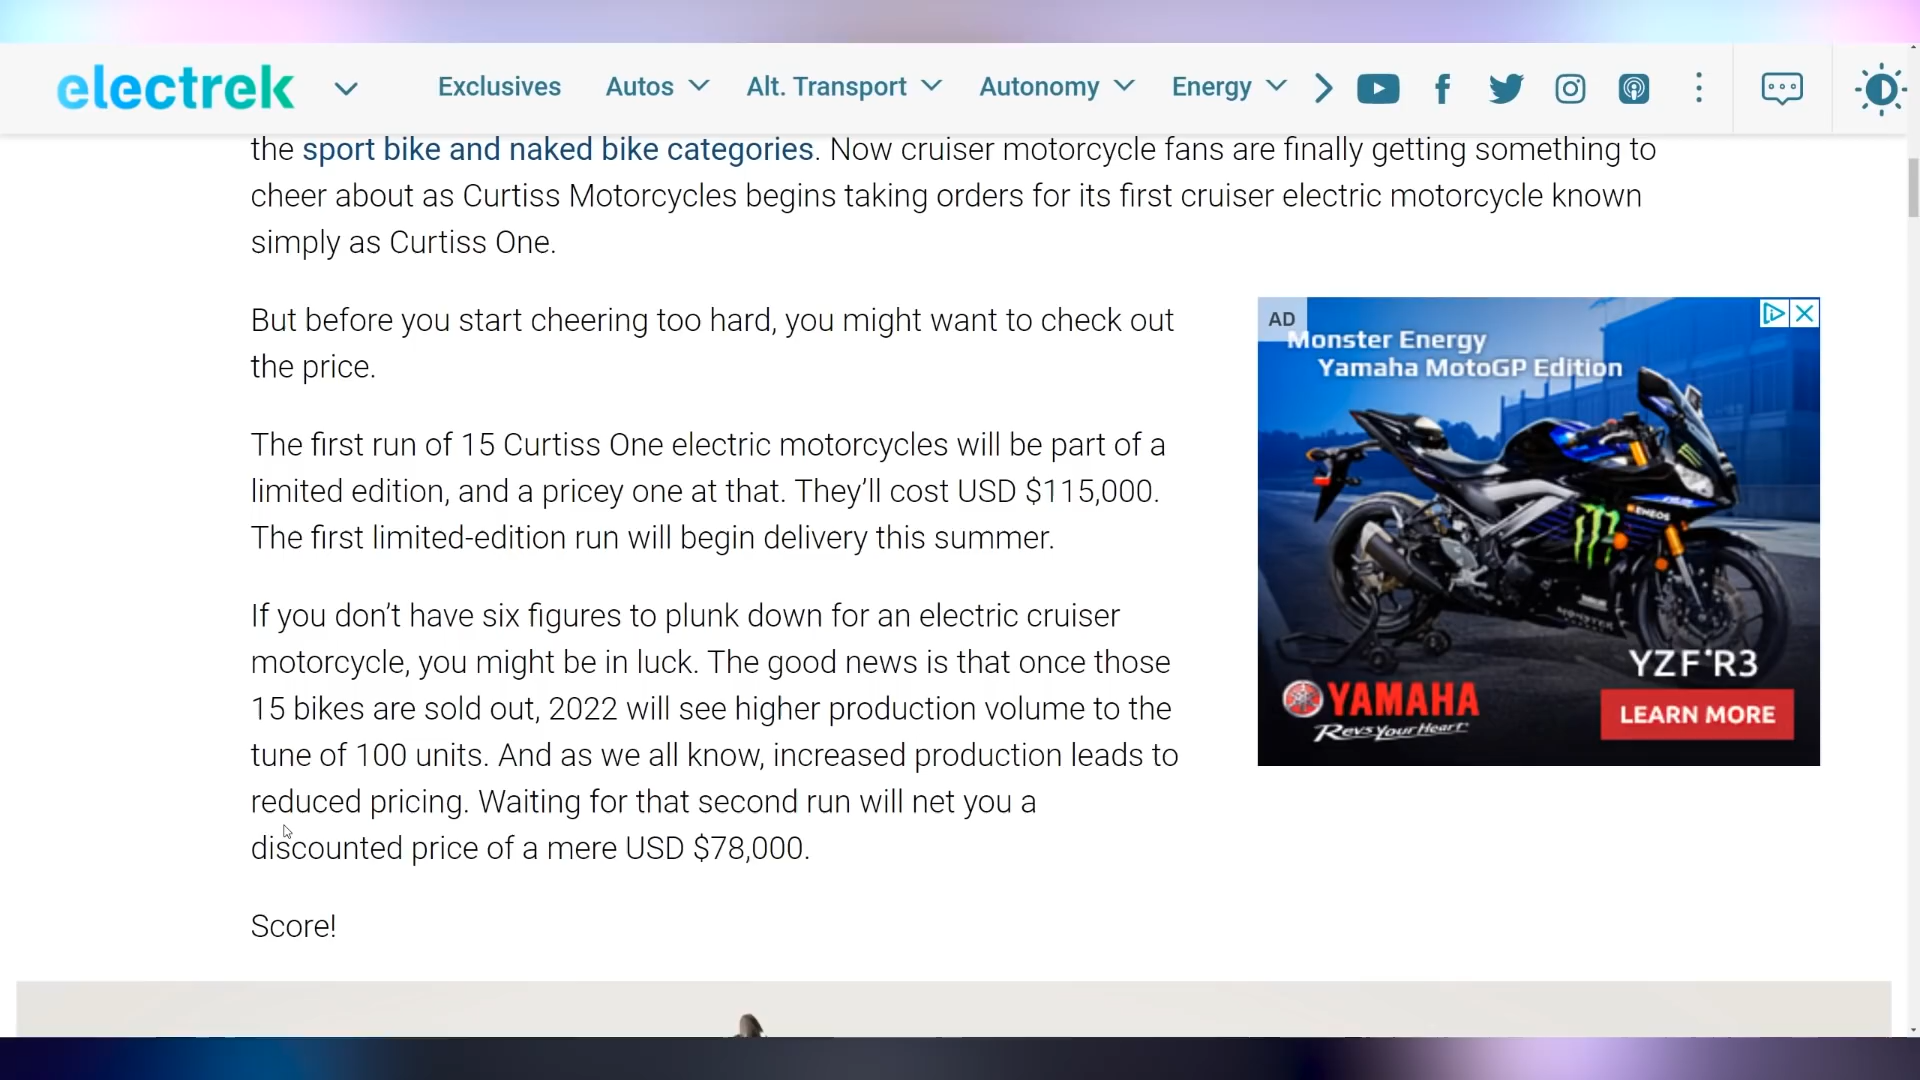 electrek
Exclusives Autos Alt. Transport Autonomy Energy
the sport bike and naked bike categories. Now cruiser motorcycle fans are finally getting something to
cheer about as Curtiss Motorcycles begins taking orders for its first cruiser electric motorcycle known
simply as Curtiss One.
But before you start cheering too hard, you might want to check out
the price.
The first run of 15 Curtiss One electric motorcycles will be part of a
limited edition, and a pricey one at that. They’ll cost USD $115,000.
The first limited-edition run will begin delivery this summer.
If you don’t have six figures to plunk down for an electric cruiser
motorcycle, you might be in luck. The good news is that once those
15 bikes are sold out, 2022 will see higher production volume to the
tune of 100 units. And as we all know, increased production leads to
reduced pricing. Waiting for that second run will net you a
discounted price of a mere USD $78,000.
Score!
AD
Monster Energy
Yamaha MotoGP Edition
ENEOS
YZF-R3
YAMAHA
Revs Your Heart
LEARN MORE